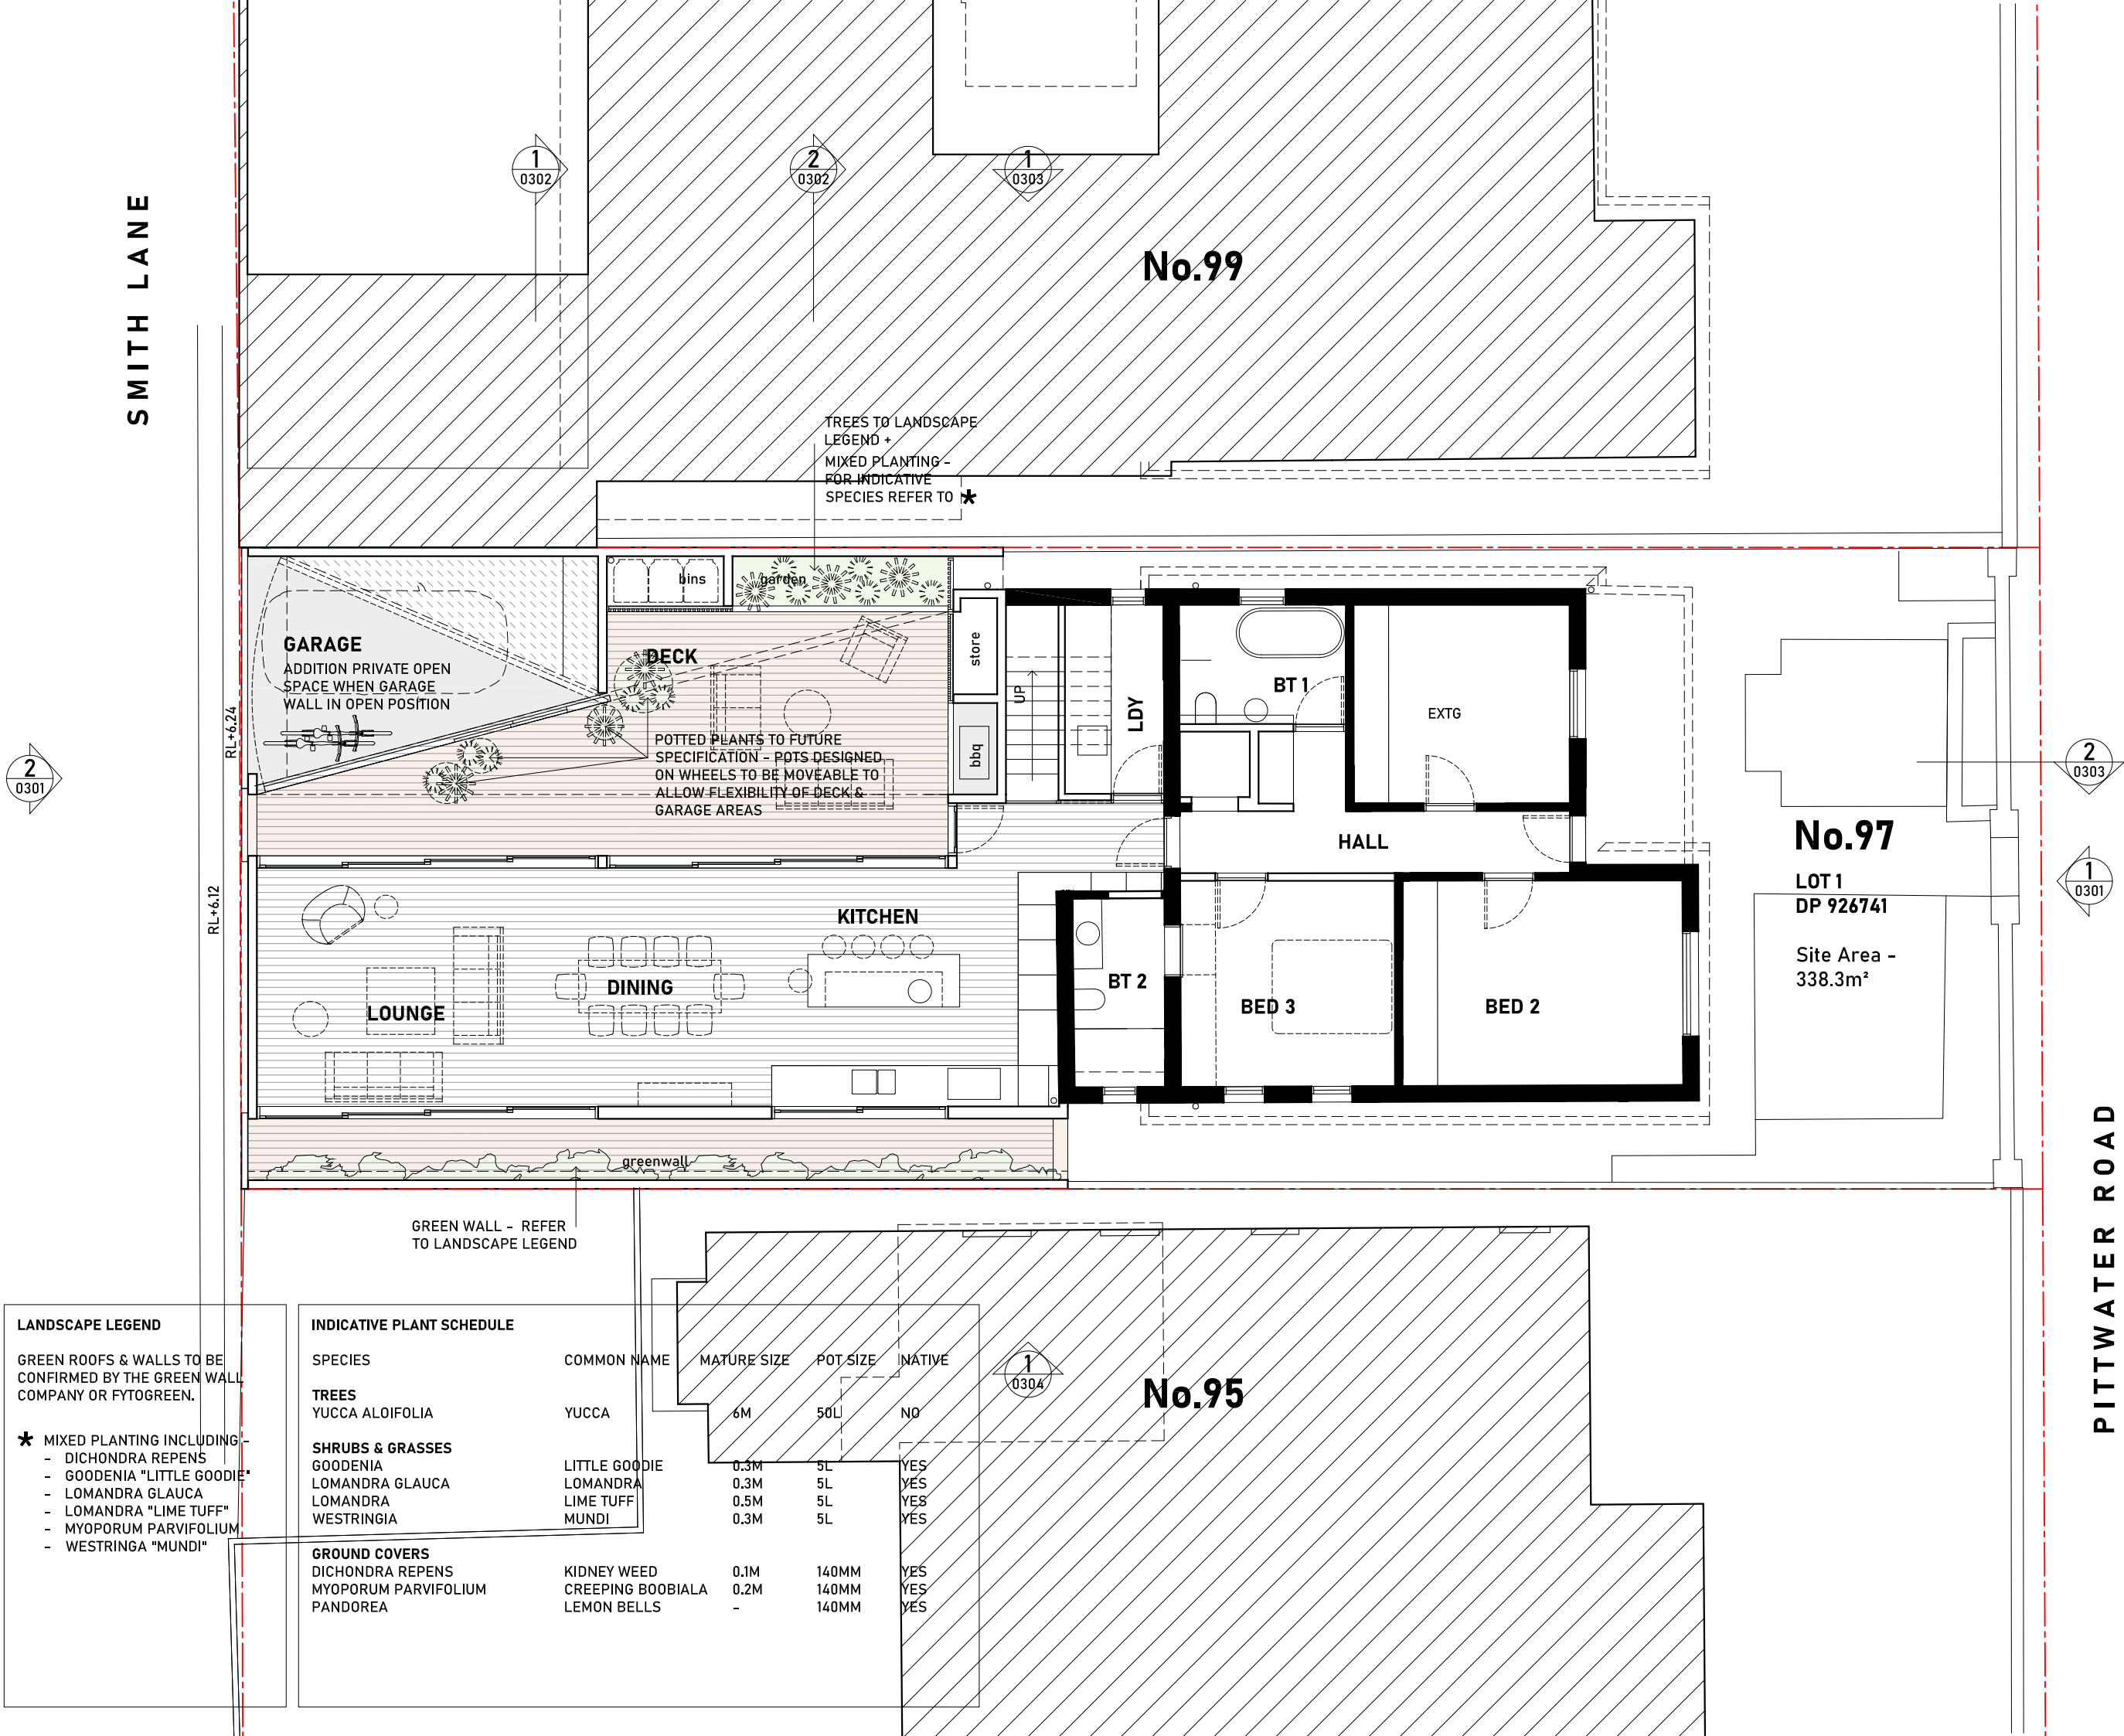 SMITH LANE
1
0302
2
0302
1
0303
No.99
TREES TO LANDSCAPE
LEGEND +
MIXED PLANTING -
FOR INDICATIVE
SPECIES REFER TO *
bins
garden
GARAGE
ADDITION PRIVATE OPEN
SPACE WHEN GARAGE
WALL IN OPEN POSITION
DECK
store
UP
LDY
BT 1
EXTG
bbq
POTTED PLANTS TO FUTURE
SPECIFICATION - POTS DESIGNED
ON WHEELS TO BE MOVEABLE TO
ALLOW FLEXIBILITY OF DECK &
GARAGE AREAS
RL+6.24
RL+6.12
2
0301
2
0303
HALL
No.97
LOT 1
DP 926741
Site Area -
338.3m²
1
0301
KITCHEN
DINING
LOUNGE
BT 2
BED 3
BED 2
greenwall
GREEN WALL - REFER
TO LANDSCAPE LEGEND
PITTWATER ROAD
1
0304
No.95
LANDSCAPE LEGEND
GREEN ROOFS & WALLS TO BE
CONFIRMED BY THE GREEN WALL
COMPANY OR FYTOGREEN.
* MIXED PLANTING INCLUDING -
- DICHONDRA REPENS
- GOODENIA "LITTLE GOODIE"
- LOMANDRA GLAUCA
- LOMANDRA "LIME TUFF"
- MYOPORUM PARVIFOLIUM
- WESTRINGA "MUNDI"
INDICATIVE PLANT SCHEDULE
SPECIES COMMON NAME MATURE SIZE POT SIZE NATIVE
TREES
YUCCA ALOIFOLIA YUCCA 6M 50L NO
SHRUBS & GRASSES
GOODENIA LITTLE GOODIE 0.3M 5L YES
LOMANDRA GLAUCA LOMANDRA 0.3M 5L YES
LOMANDRA LIME TUFF 0.5M 5L YES
WESTRINGIA MUNDI 0.3M 5L YES
GROUND COVERS
DICHONDRA REPENS KIDNEY WEED 0.1M 140MM YES
MYOPORUM PARVIFOLIUM CREEPING BOOBIALA 0.2M 140MM YES
PANDOREA LEMON BELLS - 140MM YES